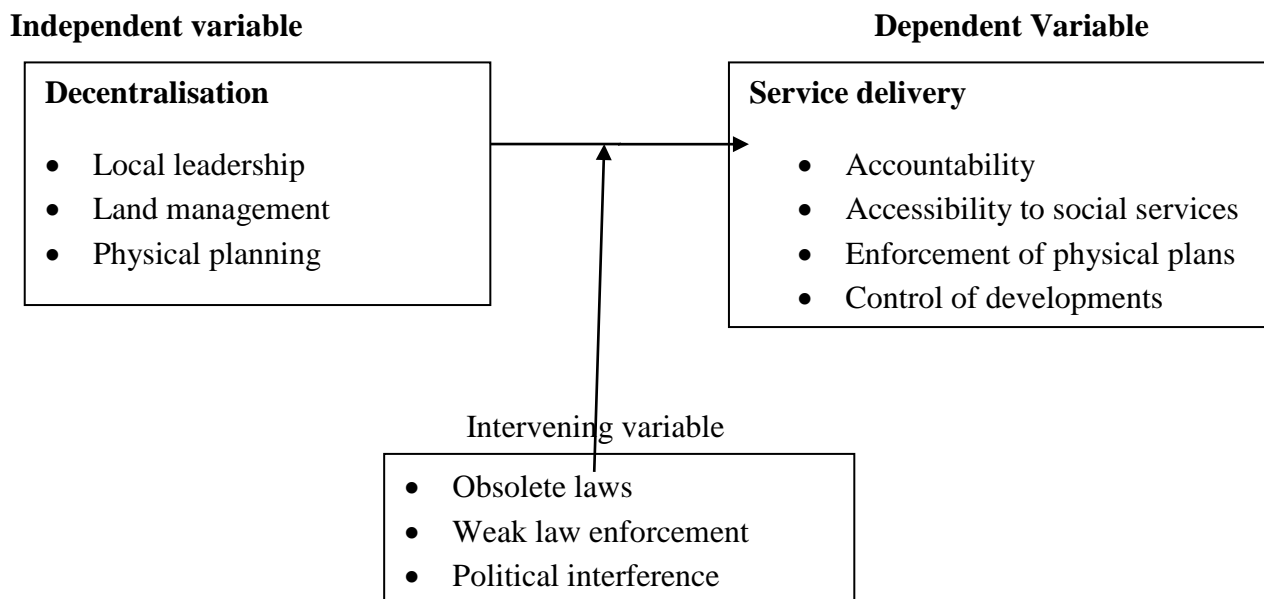 Independent variable
Dependent Variable
Decentralisation
• Local leadership
• Land management
• Physical planning
Service delivery
• Accountability
• Accessibility to social services
• Enforcement of physical plans
• Control of developments
Intervening variable
• Obsolete laws
• Weak law enforcement
• Political interference